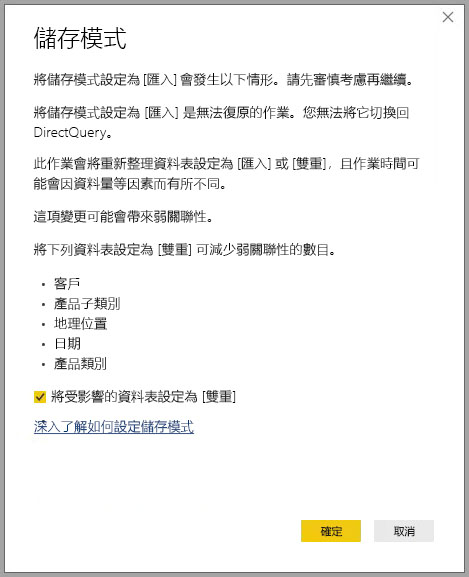 儲存模式
將儲存模式設定為 [匯入] 會發生以下情形。請先審慎考慮再繼續。
將儲存模式設定為 [匯入] 是無法復原的作業。您無法將它切換回
DirectQuery。
此作業會將重新整理資料表設定為 [匯入] 或 [雙重]，且作業時間可
能會因資料量等因素而有所不同。
這項變更可能會帶來弱關聯性。
將下列資料表設定為 [雙重] 可減少弱關聯性的數目。
• 客戶
• 產品子類別
• 地理位置
• 日期
• 產品類別
將受影響的資料表設定為 [雙重]
深入了解如何設定儲存模式
確定
取消